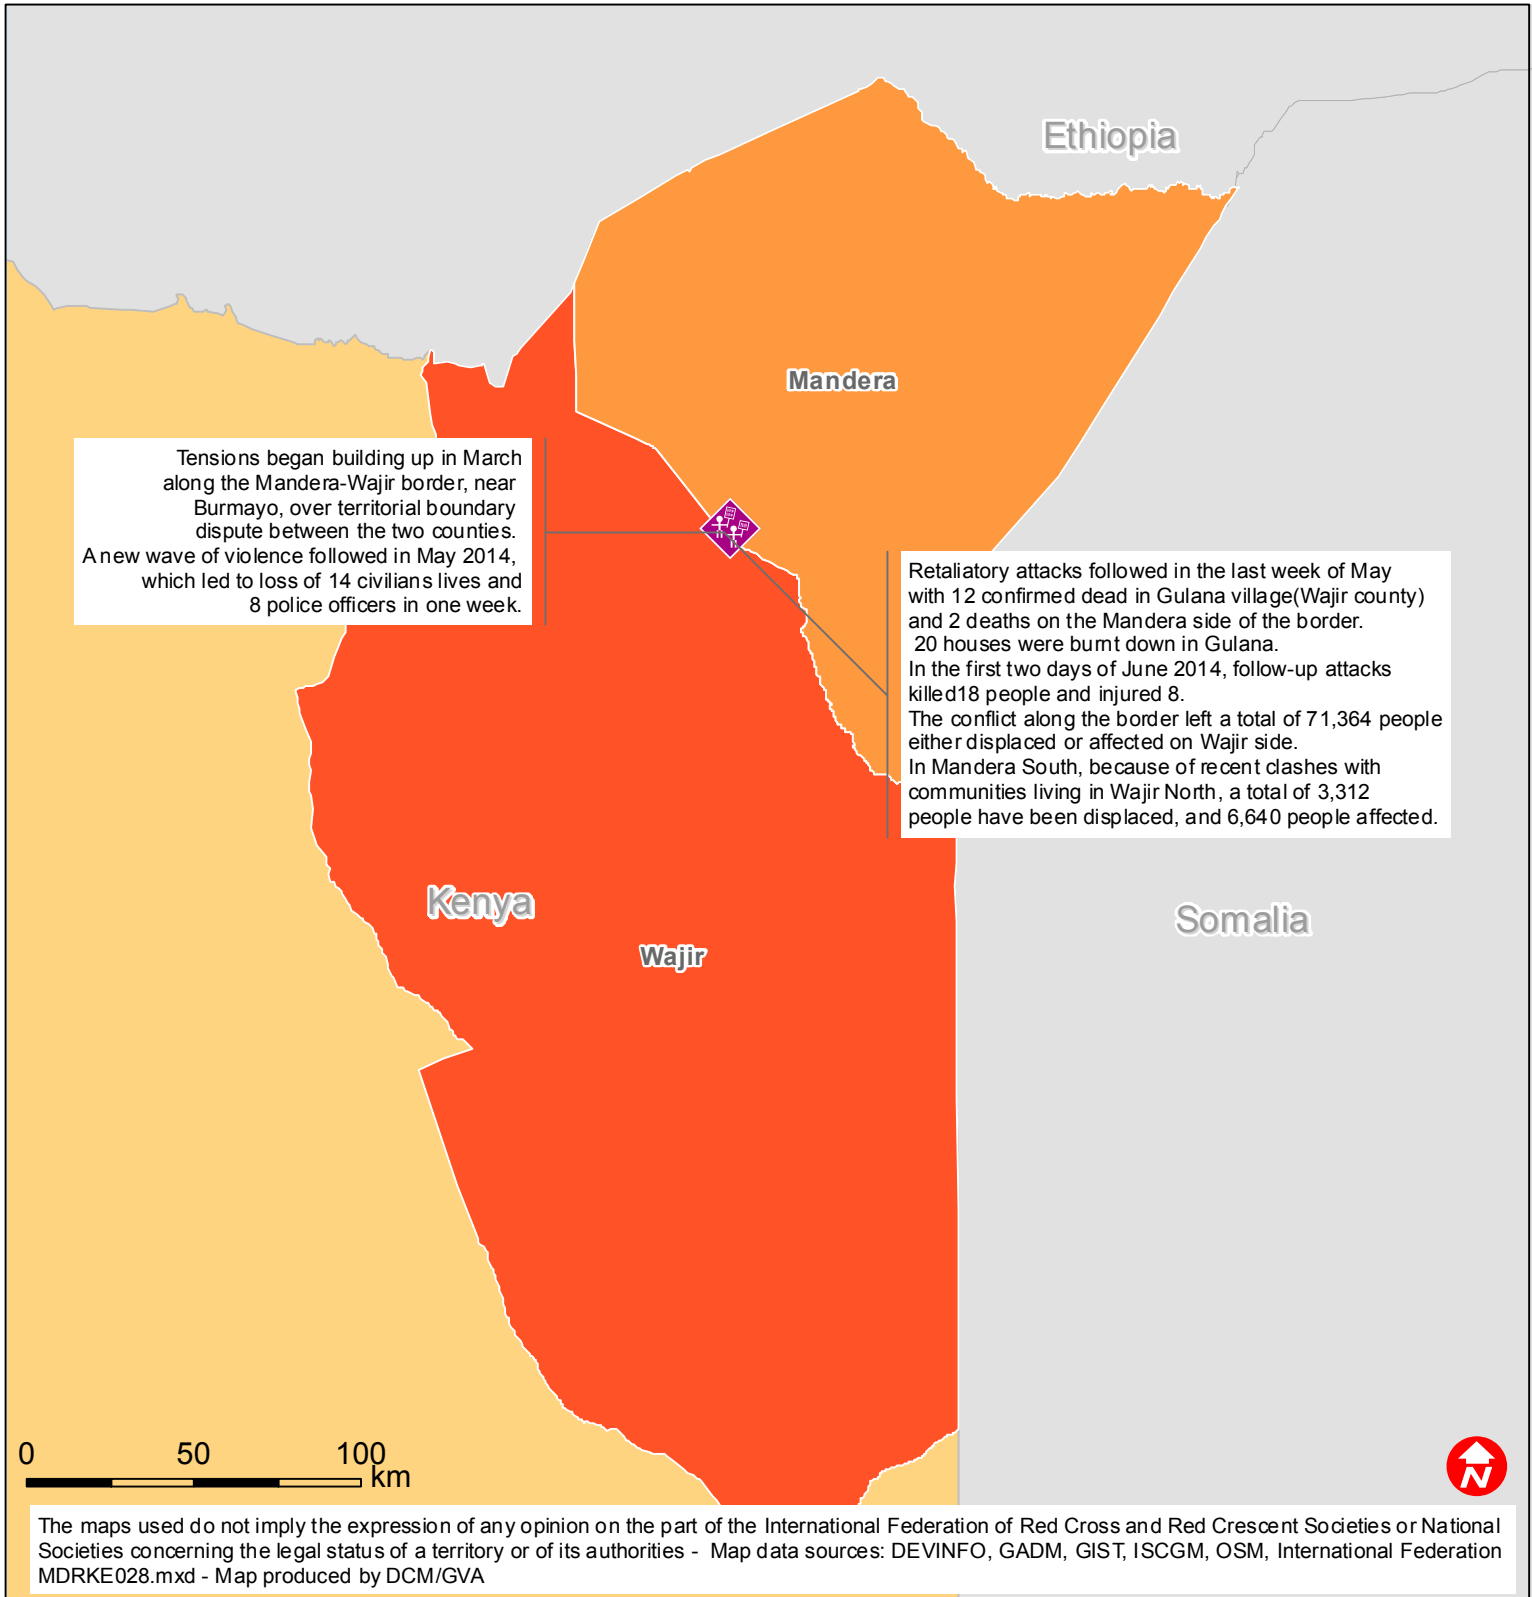 Ethiopia
Mandera
Tensions began building up in March
along the Mandera-Wajir border, near
Burmayo, over territorial boundary
dispute between the two counties.
A new wave of violence followed in May 2014,
which led to loss of 14 civilians lives and
8 police officers in one week.
Retaliatory attacks followed in the last week of May
with 12 confirmed dead in Gulana village(Wajir county)
and 2 deaths on the Mandera side of the border.
20 houses were burnt down in Gulana.
In the first two days of June 2014, follow-up attacks
killed18 people and injured 8.
The conflict along the border left a total of 71,364 people
either displaced or affected on Wajir side.
In Mandera South, because of recent clashes with
communities living in Wajir North, a total of 3,312
people have been displaced, and 6,640 people affected.
Kenya
Somalia
Wajir
0 50 100
km
N
The maps used do not imply the expression of any opinion on the part of the International Federation of Red Cross and Red Crescent Societies or National
Societies concerning the legal status of a territory or of its authorities - Map data sources: DEVINFO, GADM, GIST, ISCGM, OSM, International Federation
MDRKE028.mxd - Map produced by DCM/GVA